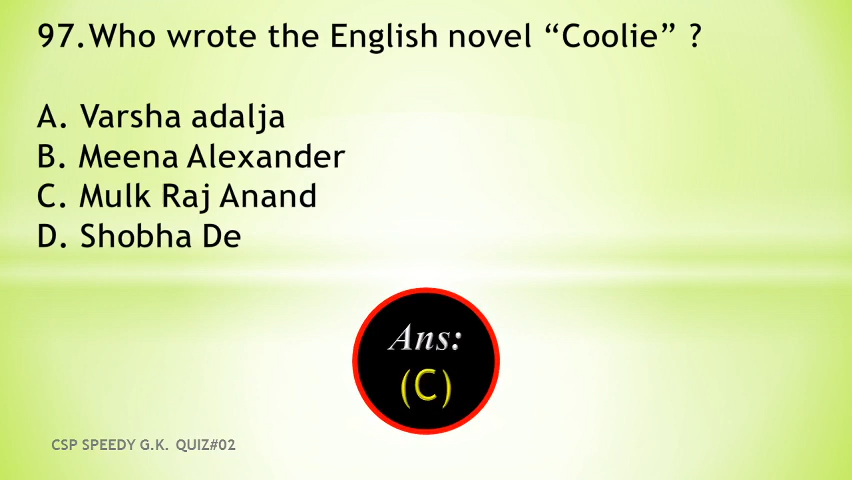 97.Who wrote the English novel “Coolie” ?
A. Varsha adalja
B. Meena Alexander
C. Mulk Raj Anand
D. Shobha De
Ans:
(C)
CSP SPEEDY G.K. QUIZ#02